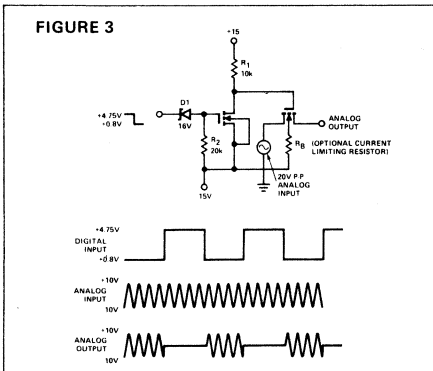 FIGURE 3
+15
R1
10k
D1
+4.75V
+0.8V
16V
R2
20k
ANALOG
OUTPUT
RB
(OPTIONAL CURRENT
LIMITING RESISTOR)
20V P P
ANALOG
INPUT
15V
+4.75V
DIGITAL
INPUT
+0.8V
+10V
ANALOG
INPUT
10V
+10V
ANALOG
OUTPUT
10V